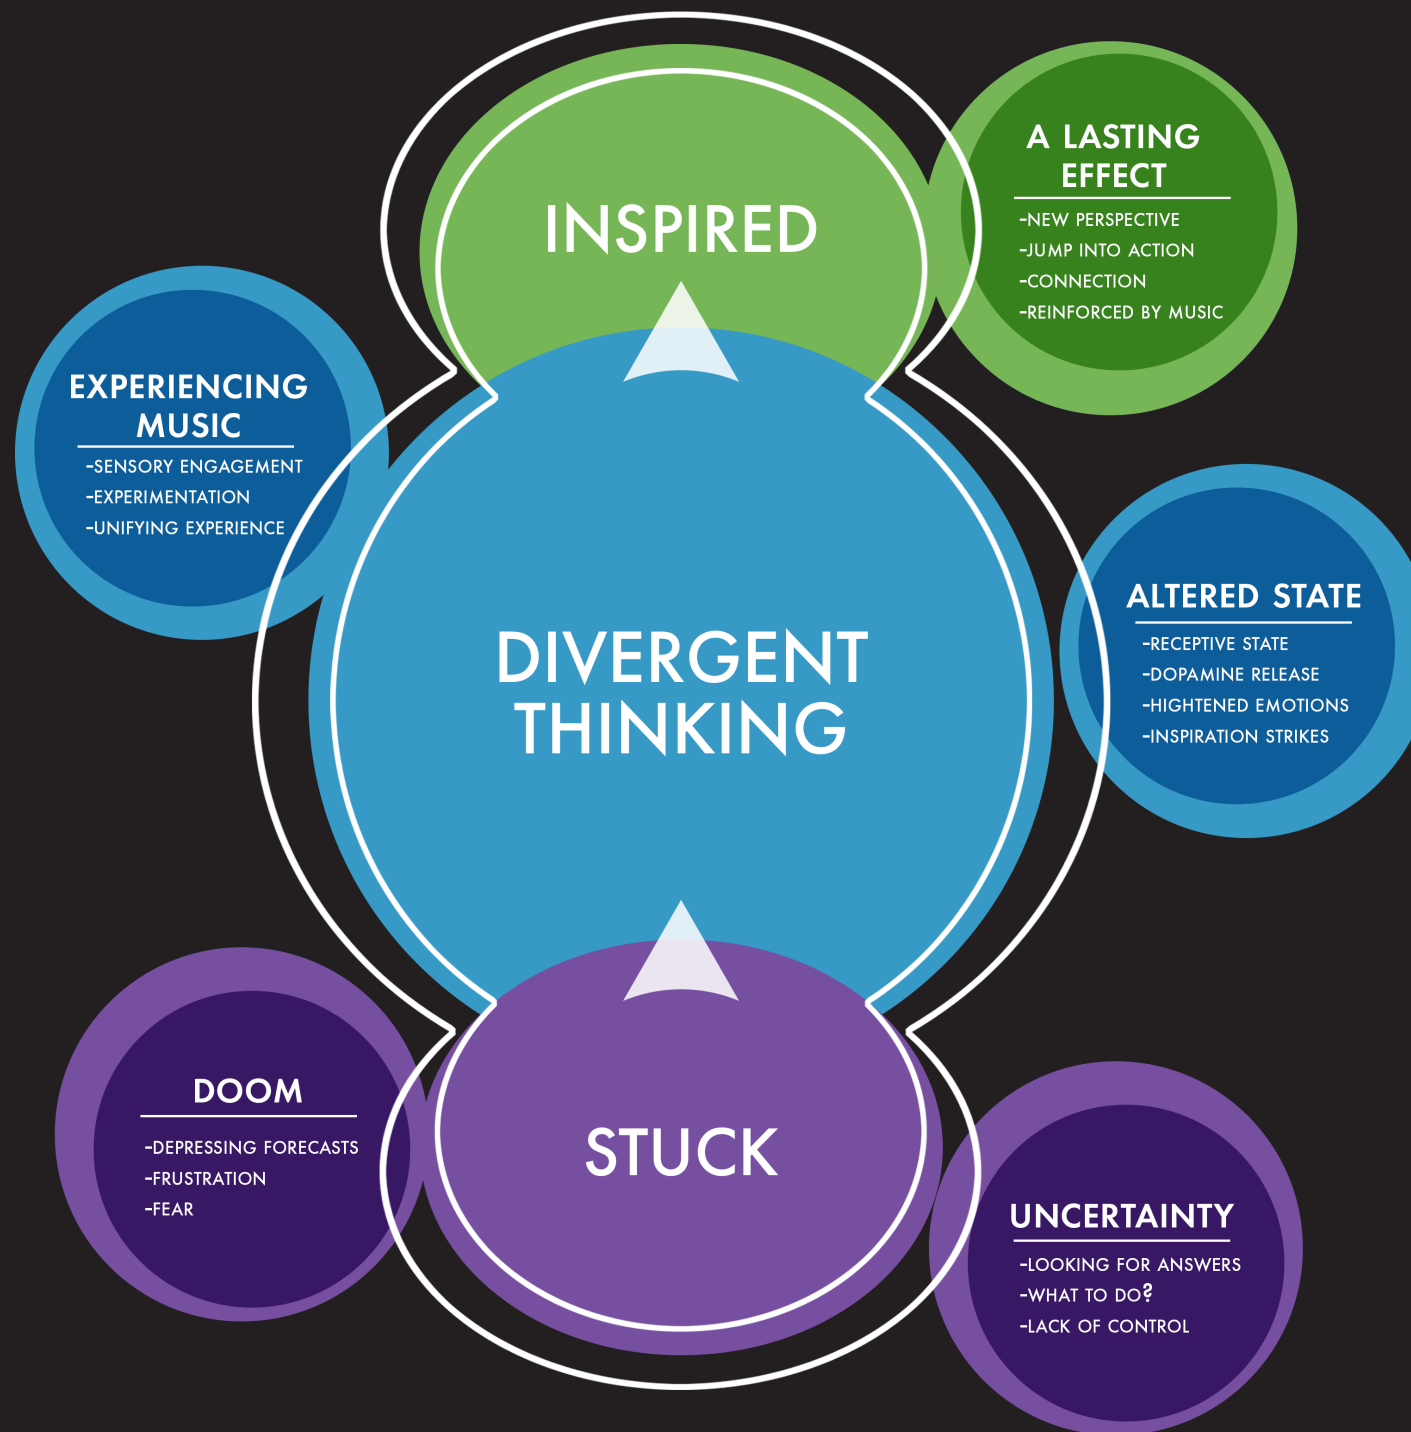 INSPIRED
A LASTING
EFFECT
-NEW PERSPECTIVE
-JUMP INTO ACTION
-CONNECTION
-REINFORCED BY MUSIC
EXPERIENCING
MUSIC
-SENSORY ENGAGEMENT
-EXPERIMENTATION
-UNIFYING EXPERIENCE
DIVERGENT
THINKING
ALTERED STATE
-RECEPTIVE STATE
-DOPAMINE RELEASE
-HIGHTENED EMOTIONS
-INSPIRATION STRIKES
DOOM
-DEPRESSING FORECASTS
-FRUSTRATION
-FEAR
STUCK
UNCERTAINTY
-LOOKING FOR ANSWERS
-WHAT TO DO?
-LACK OF CONTROL